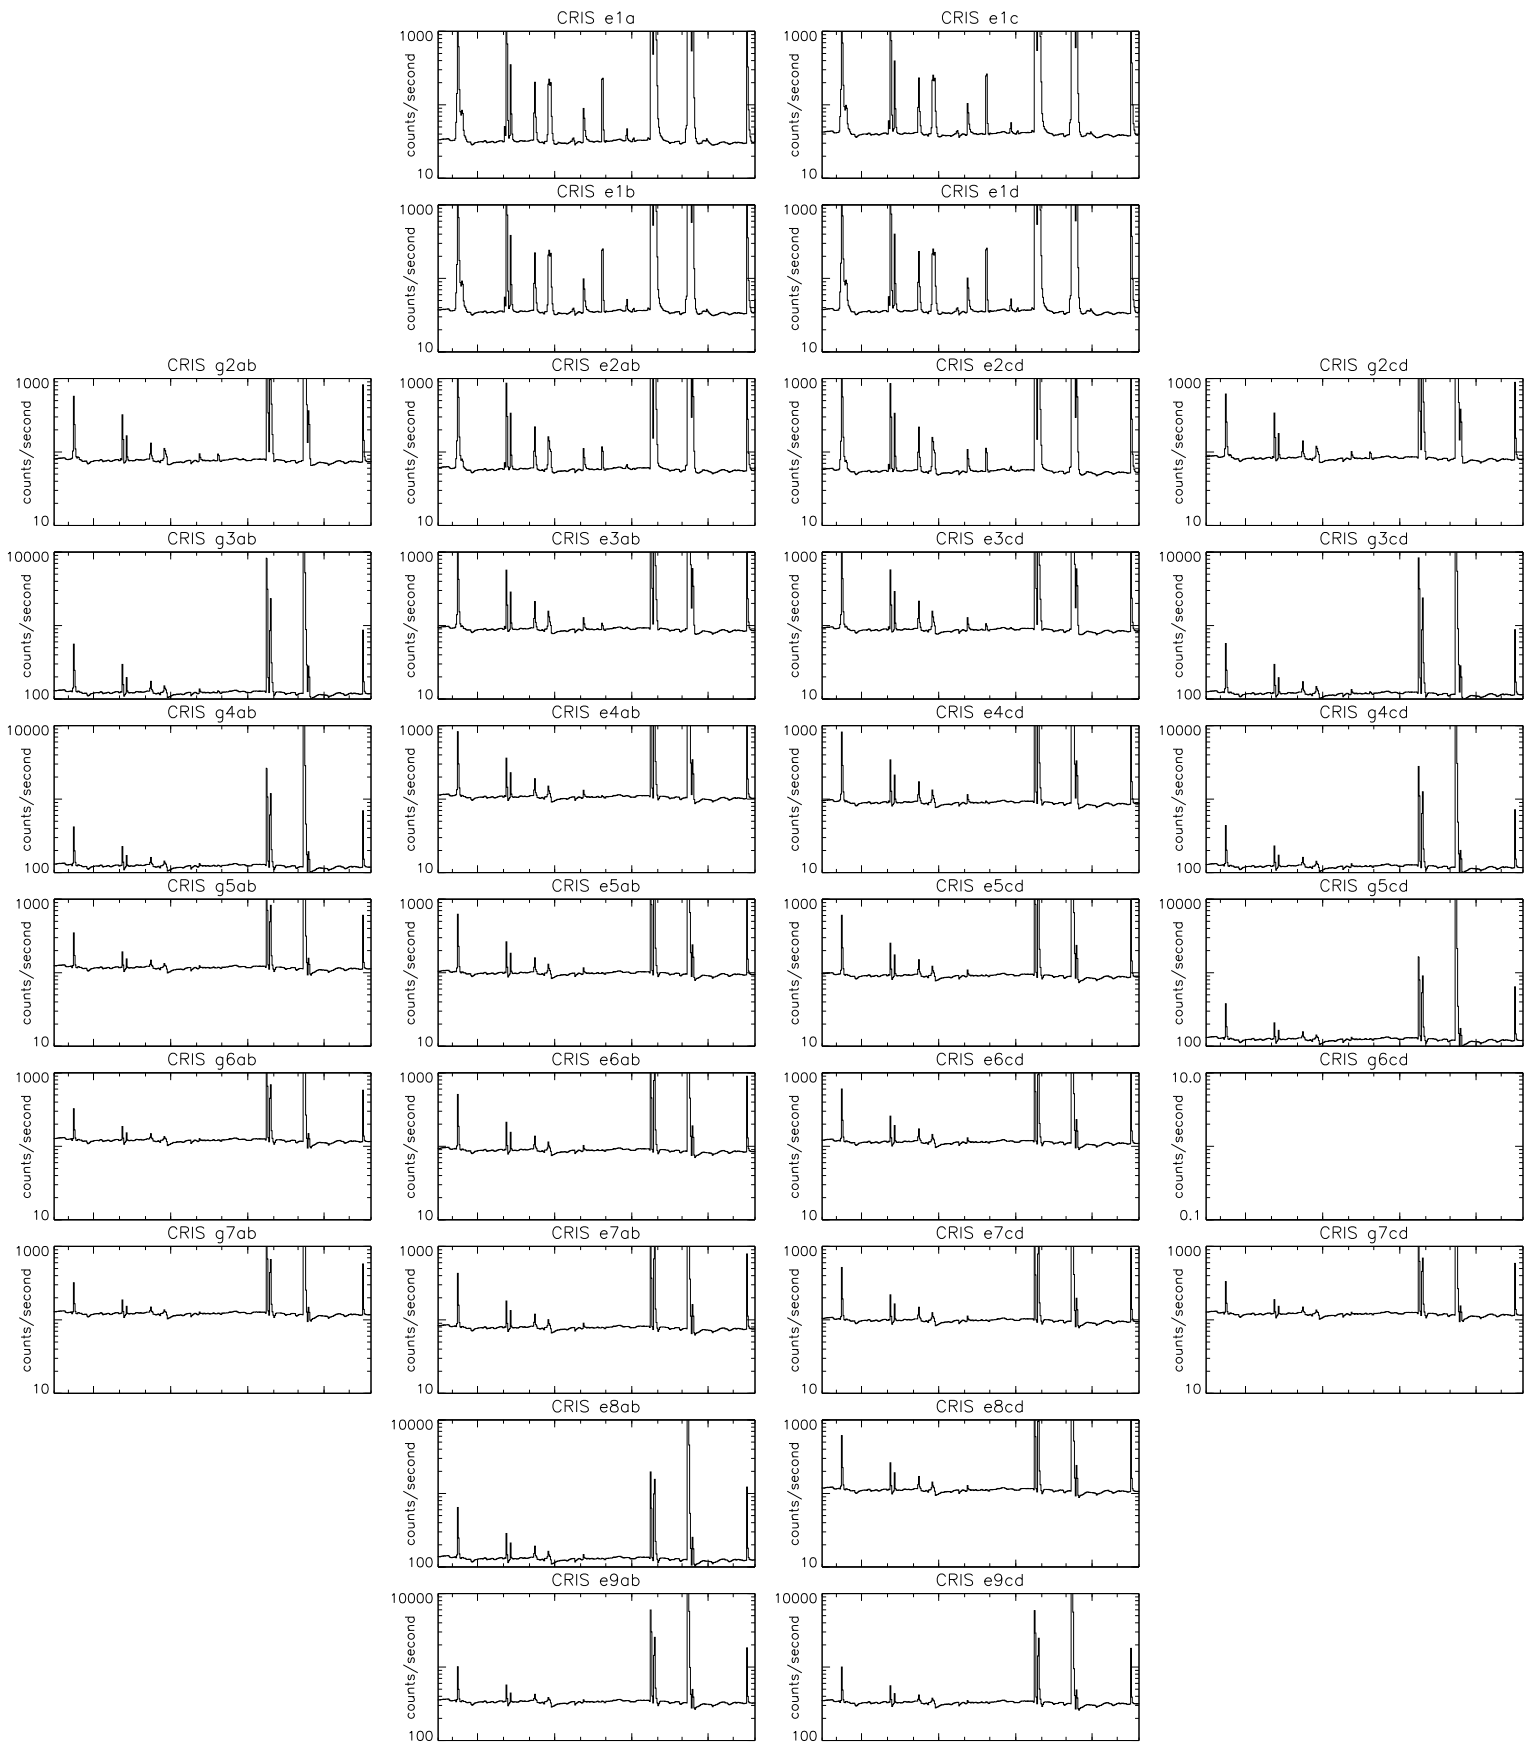 CRIS e1a
1000
10
counts/second
CRIS e1c
1000
10
counts/second
CRIS e1b
1000
10
counts/second
CRIS e1d
1000
10
counts/second
CRIS g2ab
1000
10
counts/second
CRIS e2ab
1000
10
counts/second
CRIS e2cd
1000
10
counts/second
CRIS g2cd
1000
10
counts/second
CRIS g3ab
10000
100
counts/second
CRIS e3ab
1000
10
counts/second
CRIS e3cd
1000
10
counts/second
CRIS g3cd
10000
100
counts/second
CRIS g4ab
10000
100
counts/second
CRIS e4ab
1000
10
counts/second
CRIS e4cd
1000
10
counts/second
CRIS g4cd
10000
100
counts/second
CRIS g5ab
1000
10
counts/second
CRIS e5ab
1000
10
counts/second
CRIS e5cd
1000
10
counts/second
CRIS g5cd
10000
100
counts/second
CRIS g6ab
1000
10
counts/second
CRIS e6ab
1000
10
counts/second
CRIS e6cd
1000
10
counts/second
CRIS g6cd
10.0
0.1
counts/second
CRIS g7ab
1000
10
counts/second
CRIS e7ab
1000
10
counts/second
CRIS e7cd
1000
10
counts/second
CRIS g7cd
1000
10
counts/second
CRIS e8ab
10000
100
counts/second
CRIS e8cd
1000
10
counts/second
CRIS e9ab
10000
100
counts/second
CRIS e9cd
10000
100
counts/second